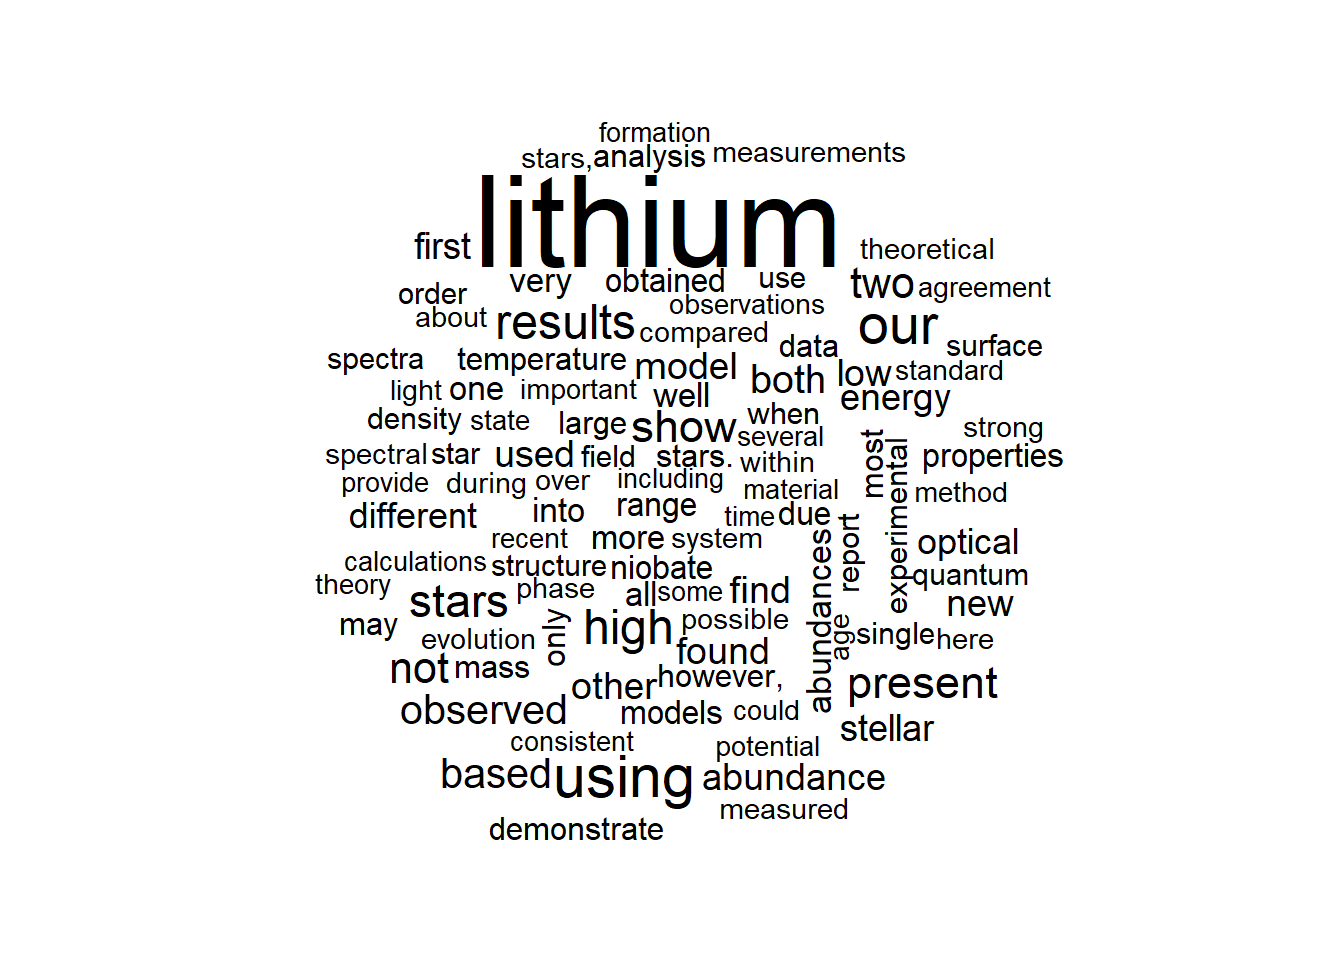 formation
stars, analysis measurements
lithium
first theoretical
very obtained use two agreement
order observations
about results compared our
data surface
spectra temperature model both low standard
light one important well energy
density state large show when
several strong
spectral star used field stars. within most properties
provide during over including material experimental method
different into range time due
recent more system report optical
calculations structure niobate abundances quantum
theory stars phase all some find new
may evolution only high possible age single here
not mass found
other however, present
observed models could stellar
consistent potential
based using abundance
measured
demonstrate